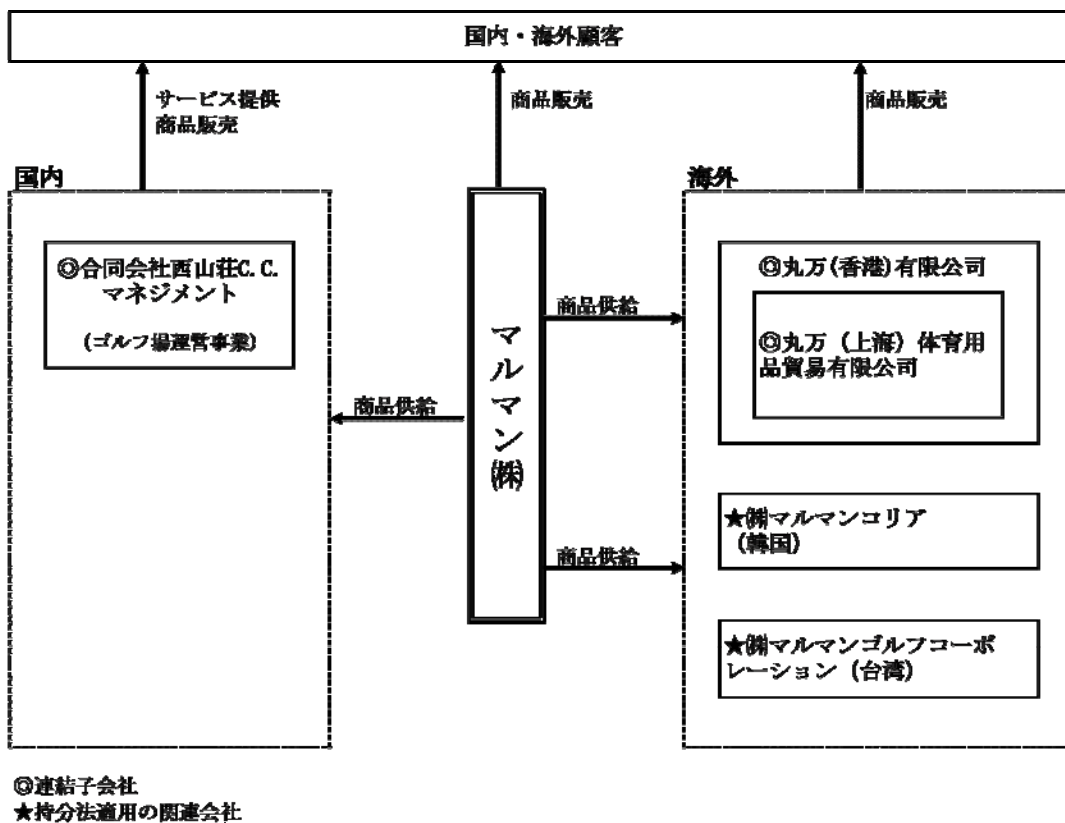 国内・海外顧客
サービス提供
商品販売
商品販売
商品販売
国内
海外
◎合同会社西山荘C.C.
マネジメント
(ゴルフ場運営事業)
マルマン㈱
商品供給
商品供給
商品供給
◎丸万(香港)有限公司
◎丸万（上海）体育用
品貿易有限公司
★㈱マルマンコリア
（韓国）
★㈱マルマンゴルフコーポ
レーション（台湾）
◎連結子会社
★持分法適用の関連会社